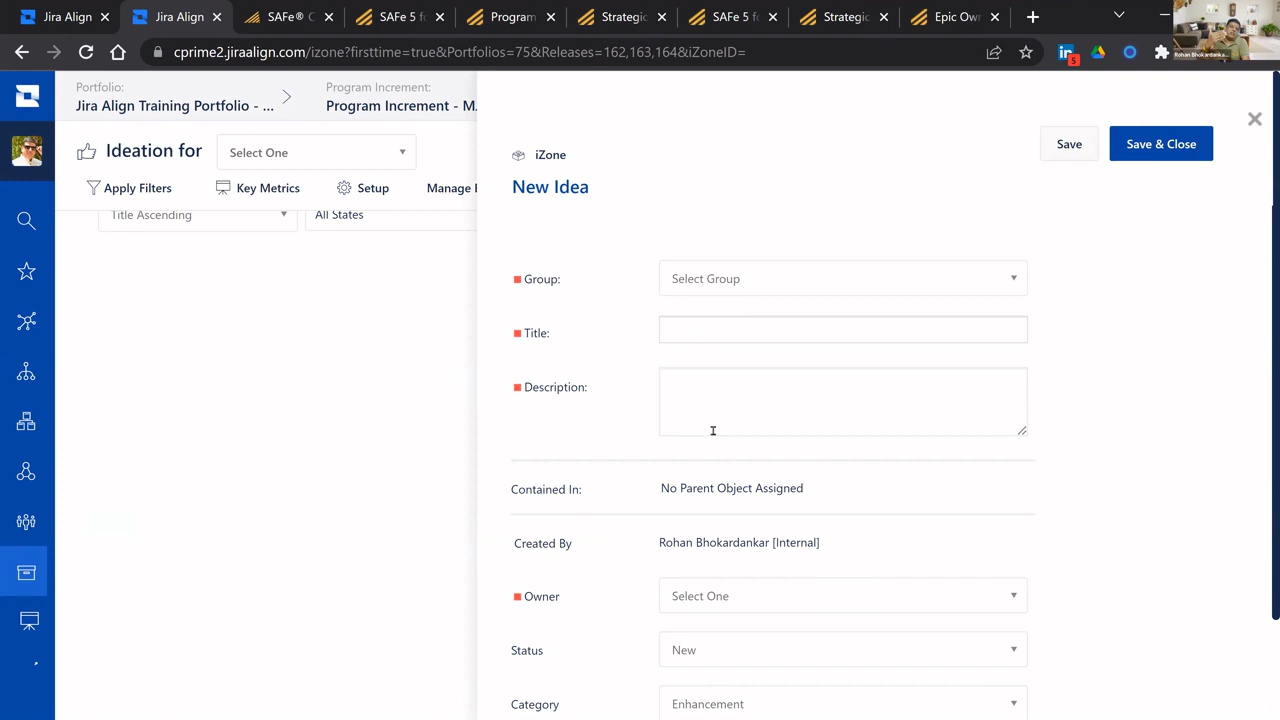 Jira Align
Jira Align
SAFe® C
SAFe 5 f
Program
Strategic
SAFe 5 f
Strategic
Epic Ow
cprime2.jiraalign.com/izone?firsttime=true&Portfolios=75&Releases=162,163,164&iZoneID=
5
Rohan Bhokardanka...
Portfolio:
Jira Align Training Portfolio - ...
Program Increment:
Program Increment - M
Ideation for
Select One
Apply Filters
Key Metrics
Setup
Manage
Title Ascending
All States
iZone
Save
Save & Close
New Idea
Group:
Select Group
Title:
Description:
Contained In:
No Parent Object Assigned
Created By
Rohan Bhokardankar [Internal]
Owner
Select One
Status
New
Category
Enhancement